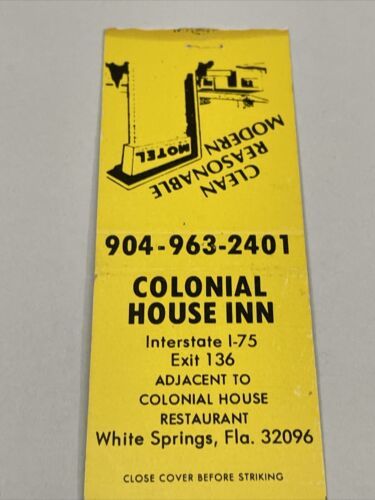 MOTEL
CLEAN
REASONABLE
MODERN
904-963-2401
COLONIAL
HOUSE INN
Interstate I-75
Exit 136
ADJACENT TO
COLONIAL HOUSE
RESTAURANT
White Springs, Fla. 32096
CLOSE COVER BEFORE STRIKING